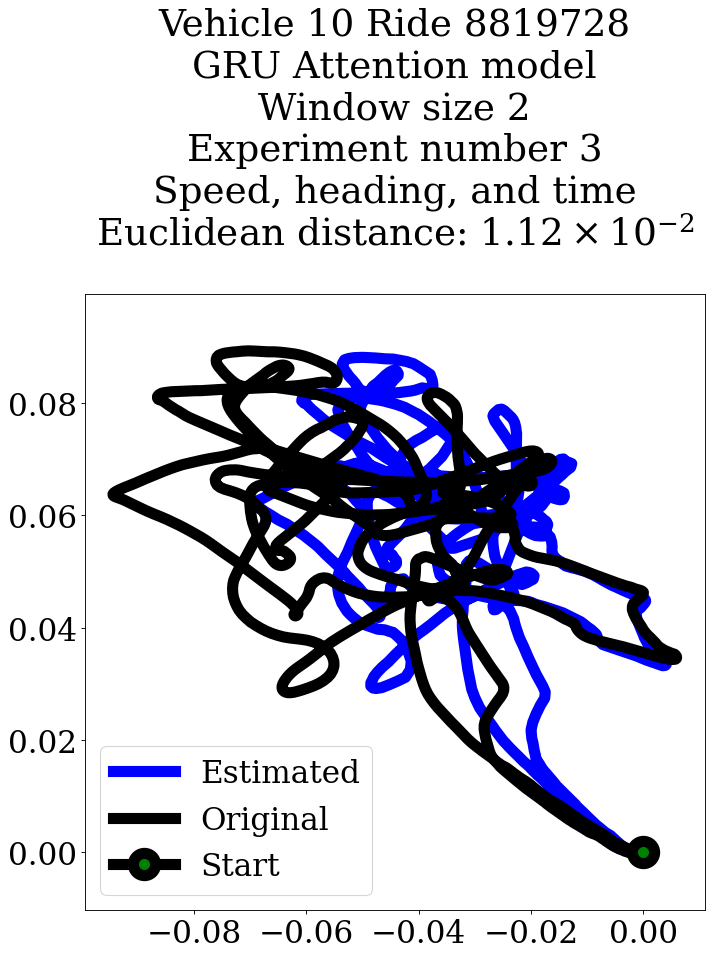 Vehicle 10 Ride 8819728
GRU Attention model
Window size 2
Experiment number 3
Speed, heading, and time
Euclidean distance: 1.12 × 10⁻²
0.08
0.06
0.04
0.02
0.00
Estimated
Original
Start
−0.08 −0.06 −0.04 −0.02 0.00